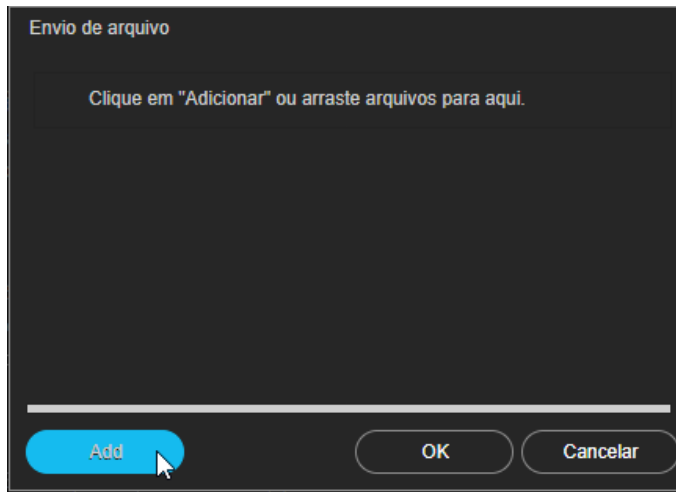 Envio de arquivo
Clique em "Adicionar" ou arraste arquivos para aqui.
Add
OK
Cancelar